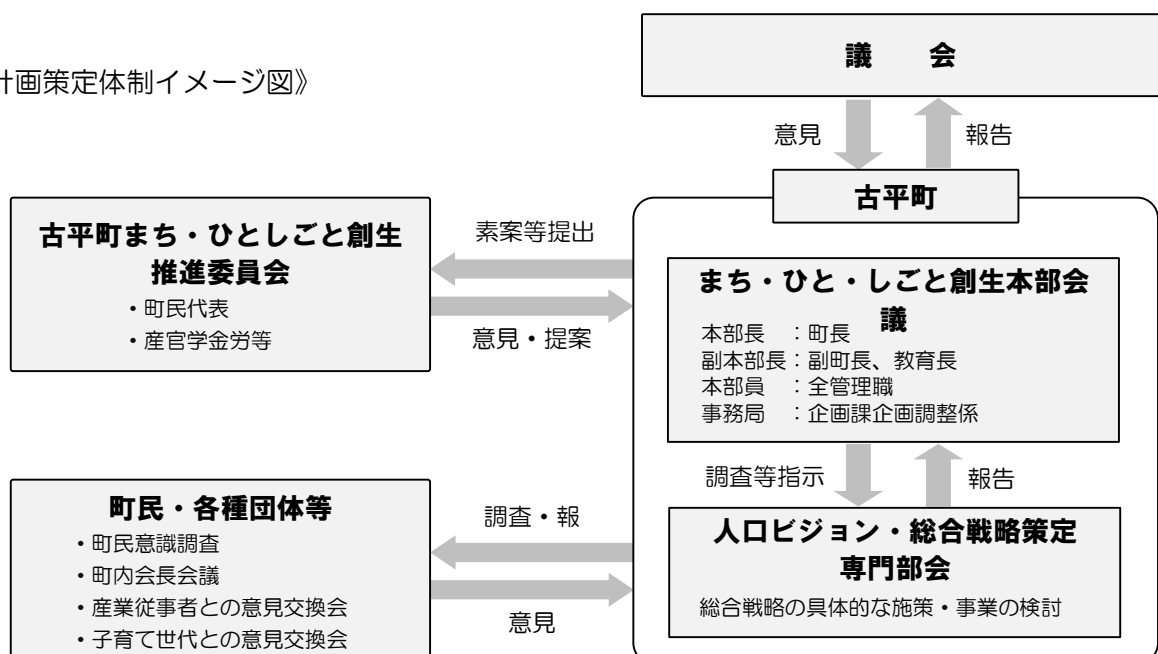 計画策定体制イメージ図》
議 会
意見
報告
古平町
古平町まち・ひとしごと創生
推進委員会
・町民代表
・産官学金労等
素案等提出
意見・提案
まち・ひと・しごと創生本部会
議
本部長 ：町長
副本部長：副町長、教育長
本部員 ：全管理職
事務局 ：企画課企画調整係
調査等指示
報告
人口ビジョン・総合戦略策定
専門部会
総合戦略の具体的な施策・事業の検討
町民・各種団体等
・町民意識調査
・町内会長会議
・産業従事者との意見交換会
・子育て世代との意見交換会
調査・報
意見